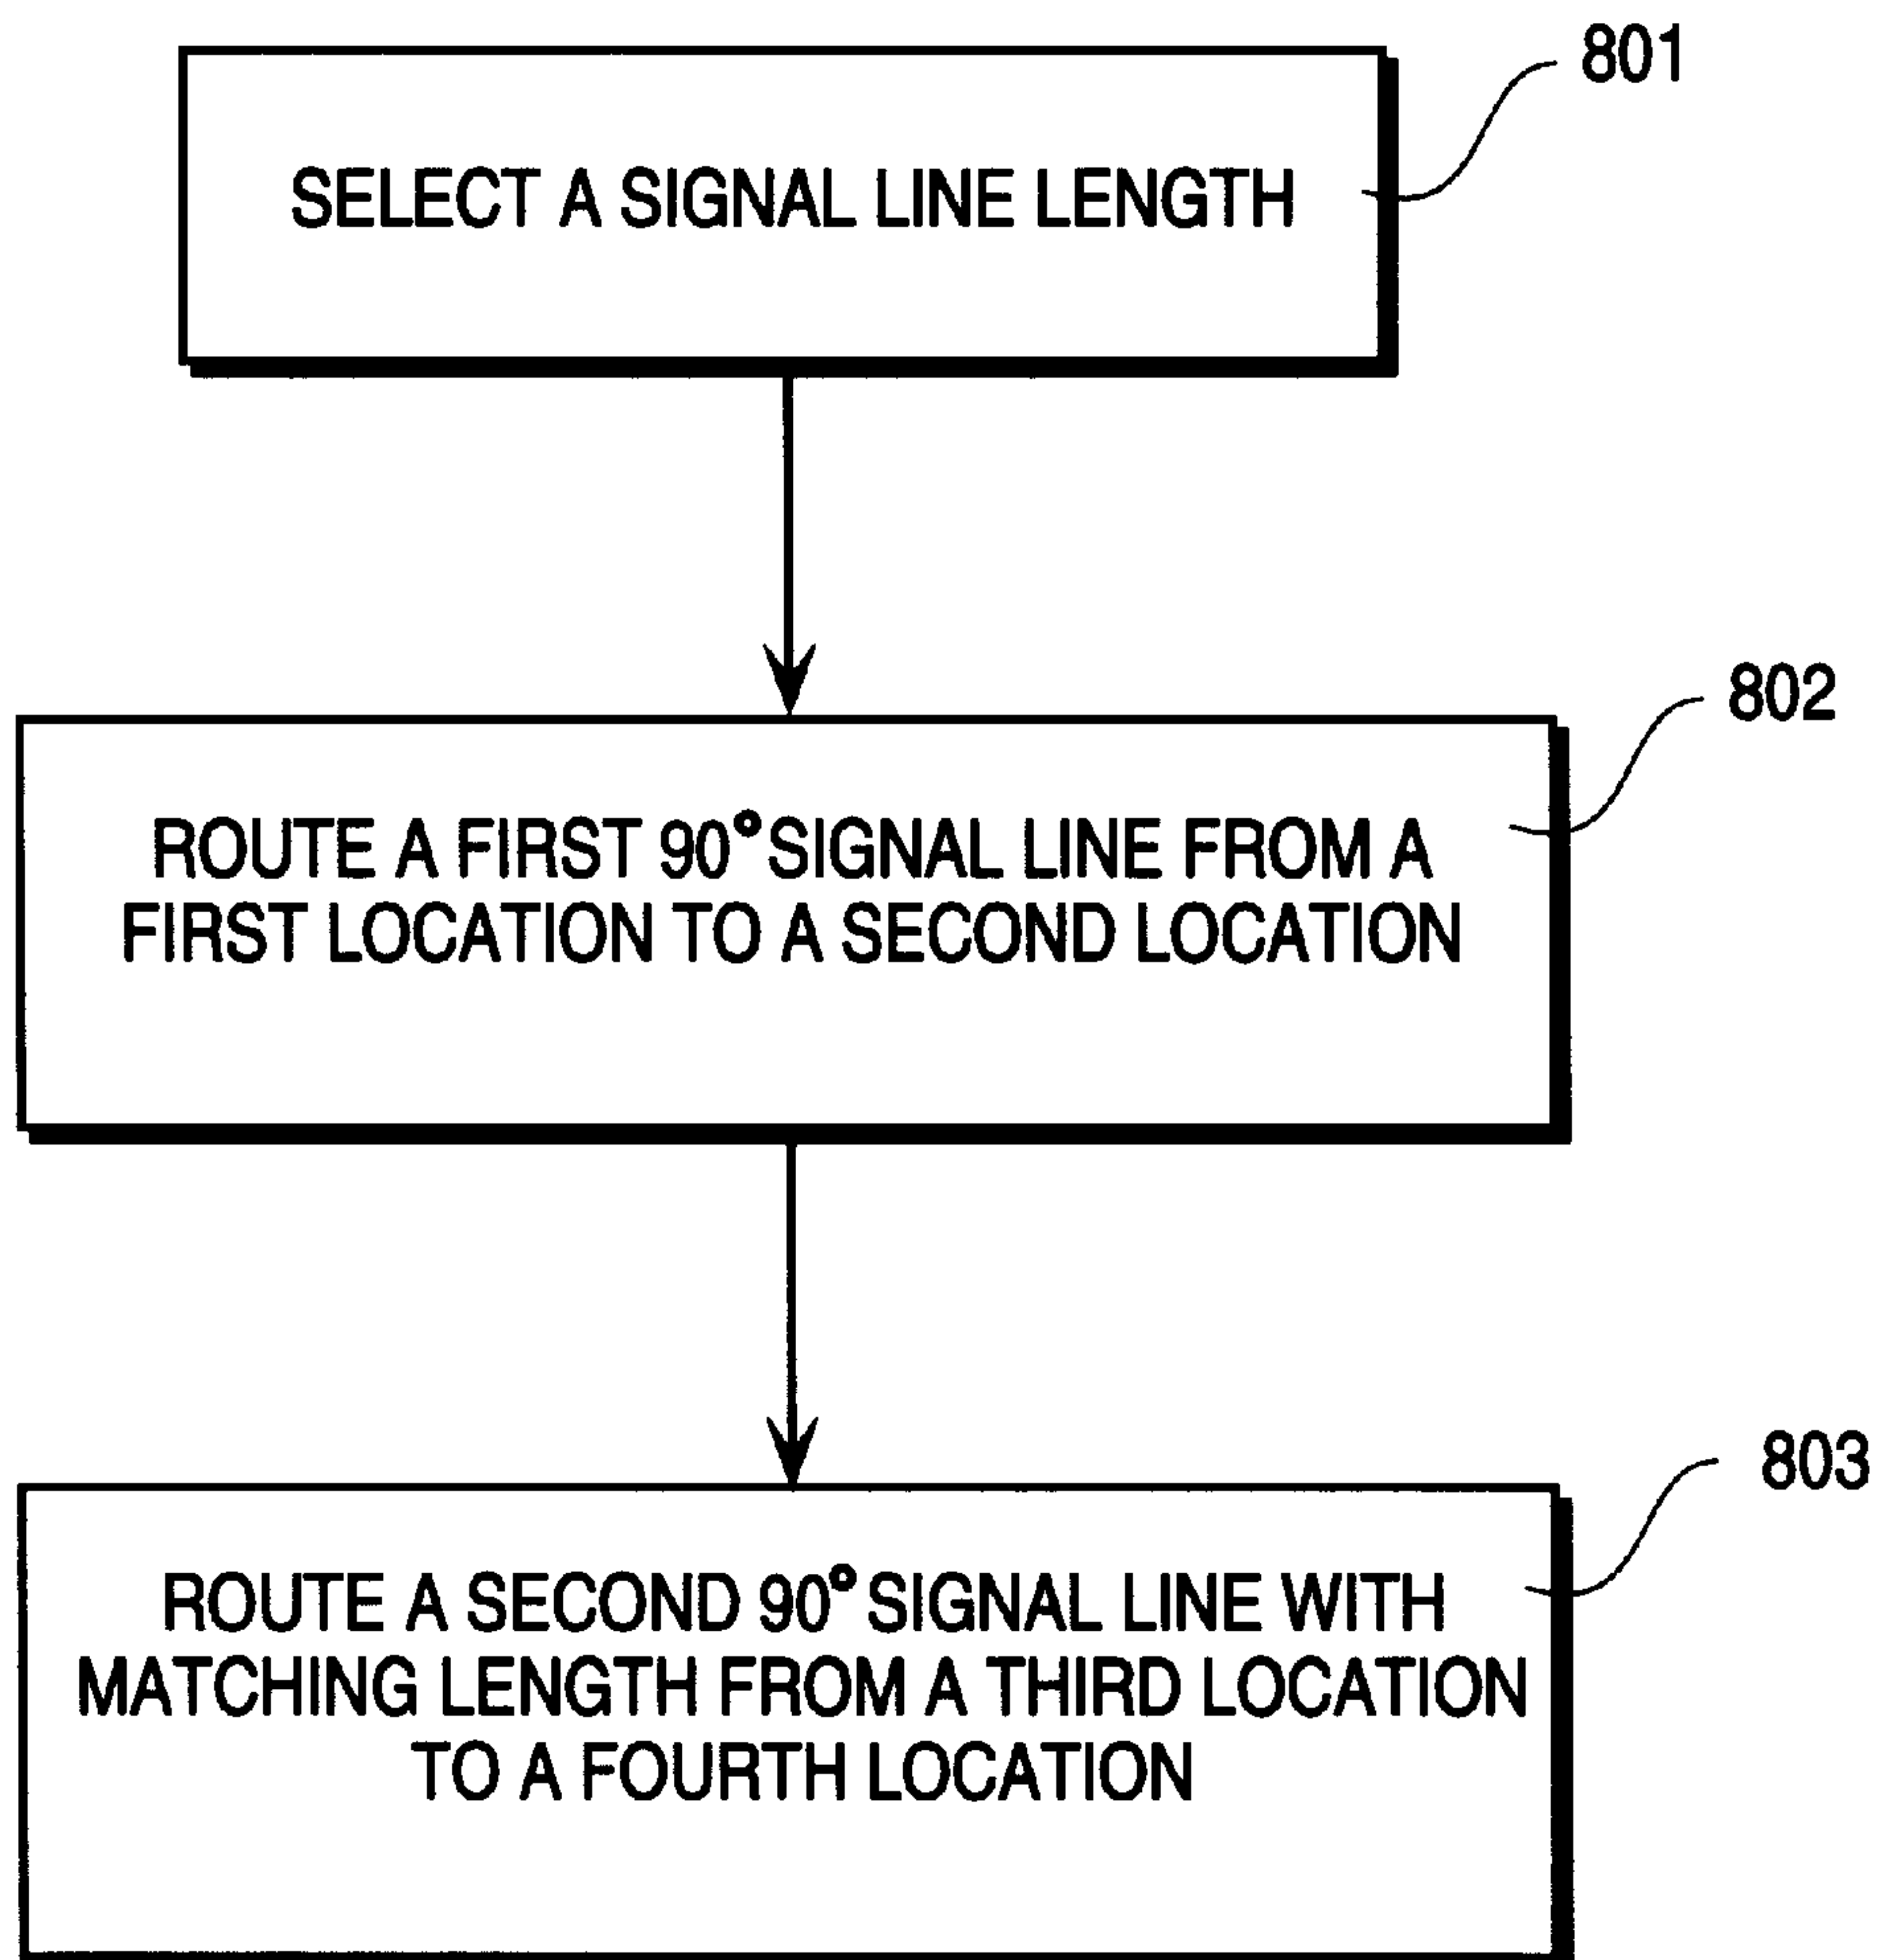 801
SELECT A SIGNAL LINE LENGTH
802
ROUTE A FIRST 90° SIGNAL LINE FROM A
FIRST LOCATION TO A SECOND LOCATION
803
ROUTE A SECOND 90° SIGNAL LINE WITH
MATCHING LENGTH FROM A THIRD LOCATION
TO A FOURTH LOCATION